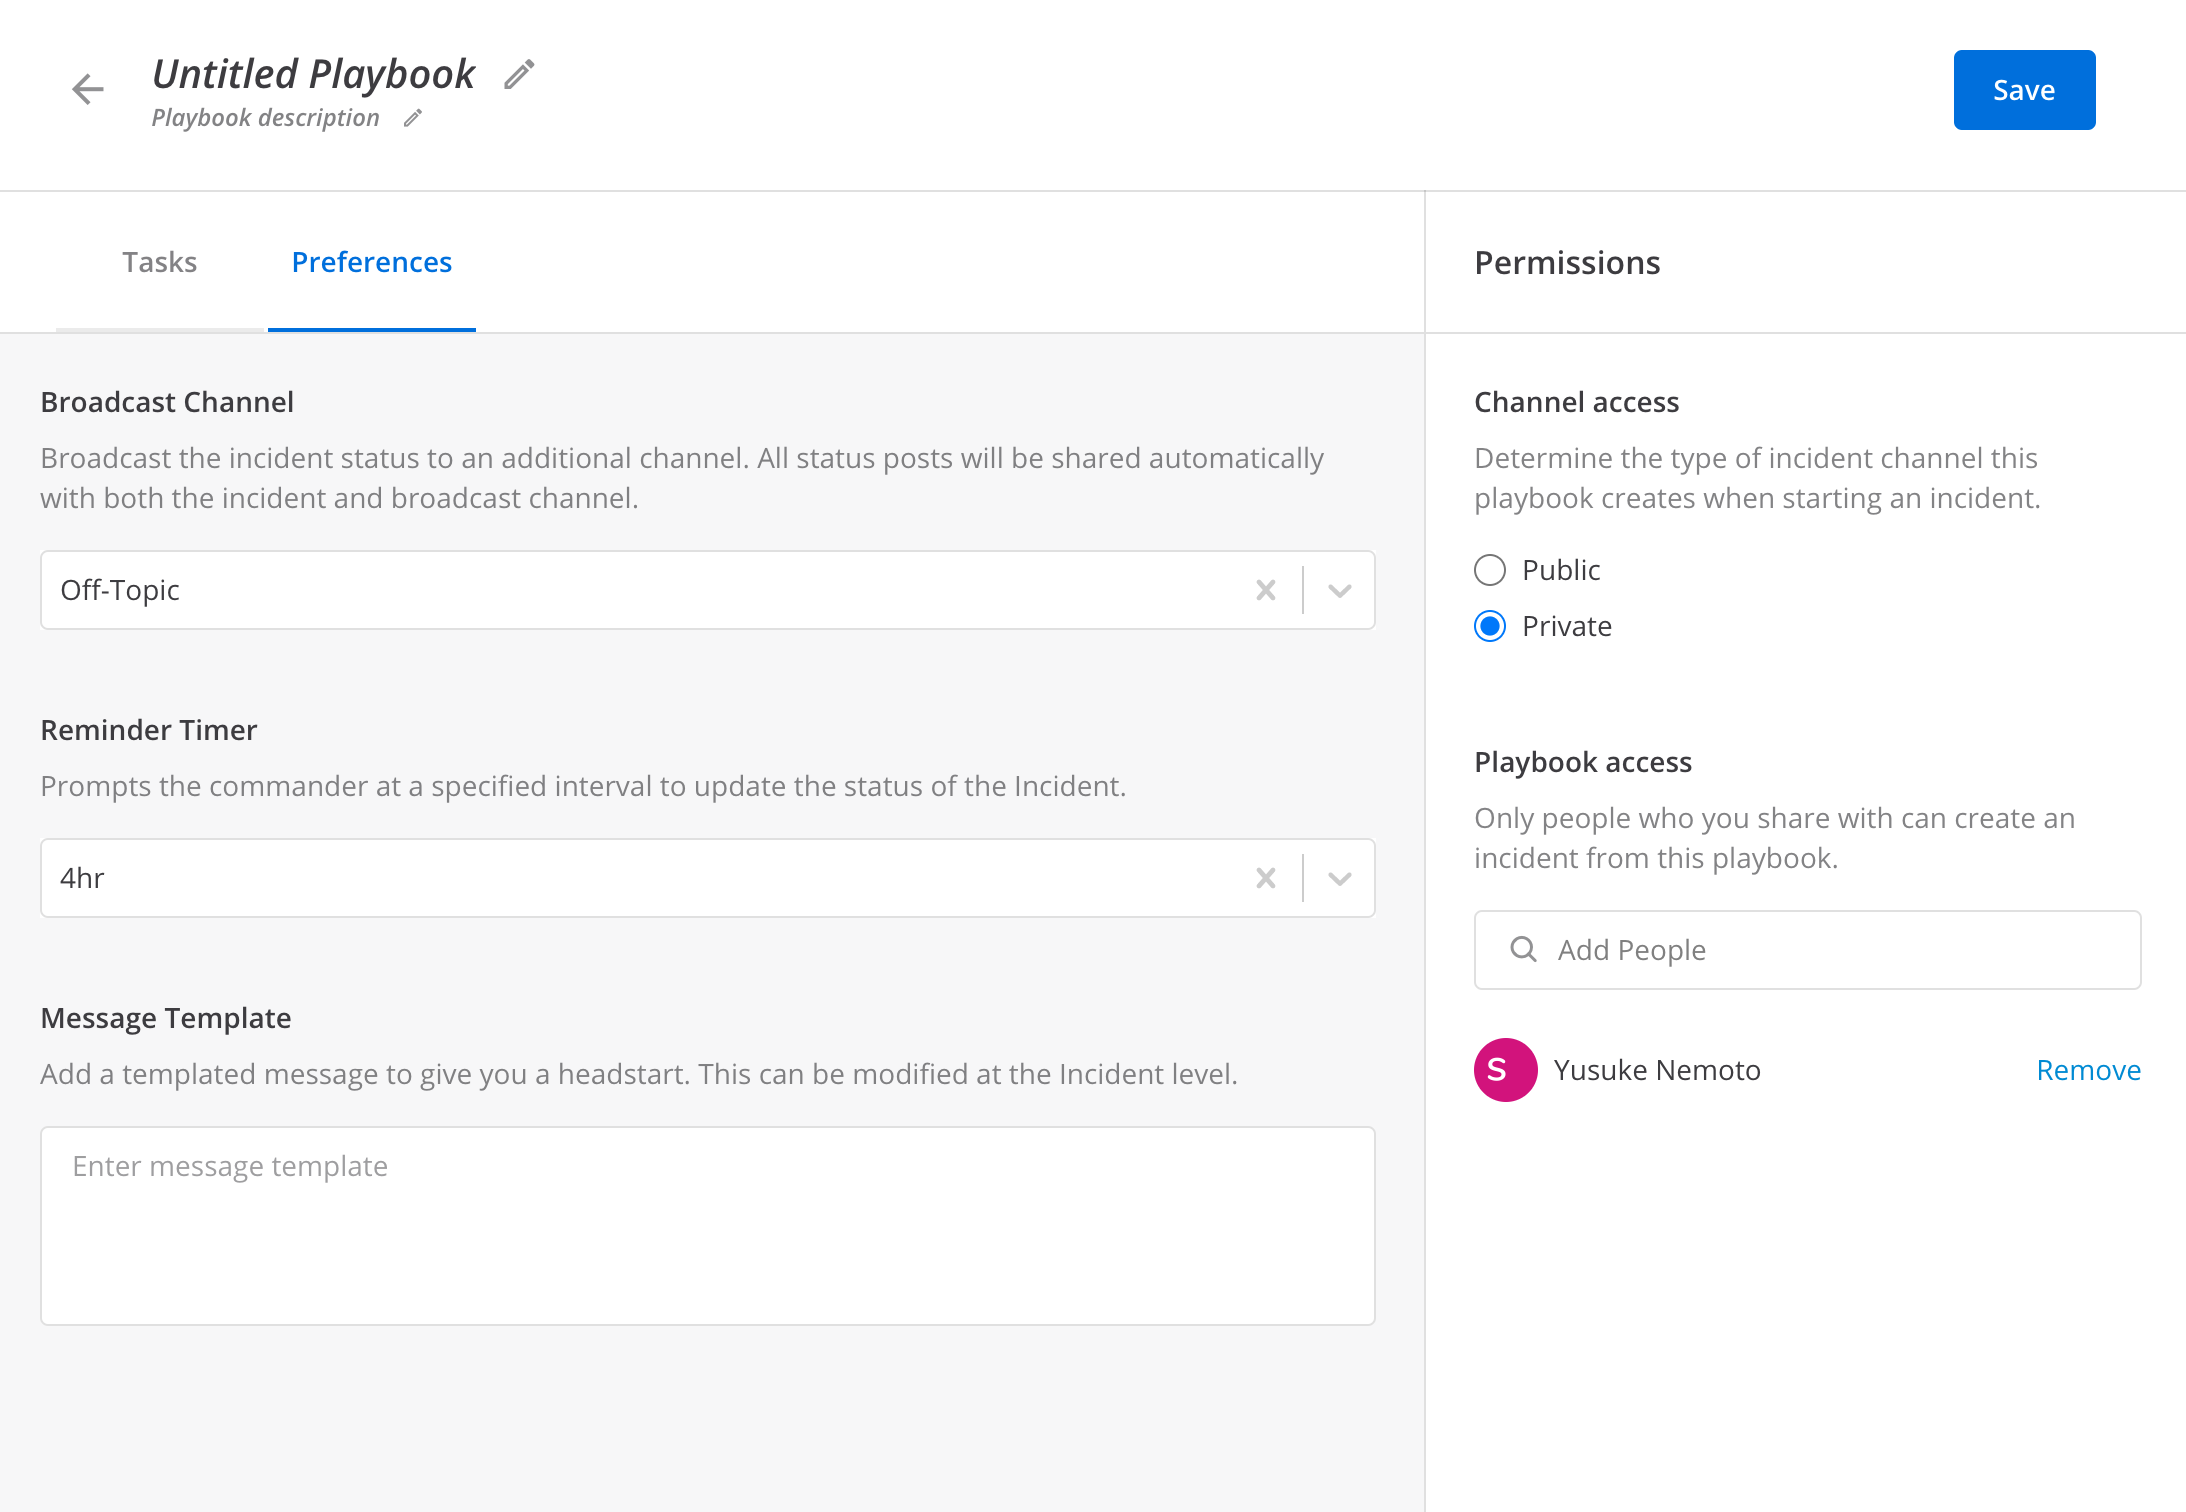 Untitled Playbook
Playbook description
Save
Tasks
Preferences
Permissions
Broadcast Channel
Broadcast the incident status to an additional channel. All status posts will be shared automatically
with both the incident and broadcast channel.
Off-Topic
Reminder Timer
Prompts the commander at a specified interval to update the status of the Incident.
4hr
Message Template
Add a templated message to give you a headstart. This can be modified at the Incident level.
Enter message template
Channel access
Determine the type of incident channel this
playbook creates when starting an incident.
Public
Private
Playbook access
Only people who you share with can create an
incident from this playbook.
Add People
S
Yusuke Nemoto
Remove